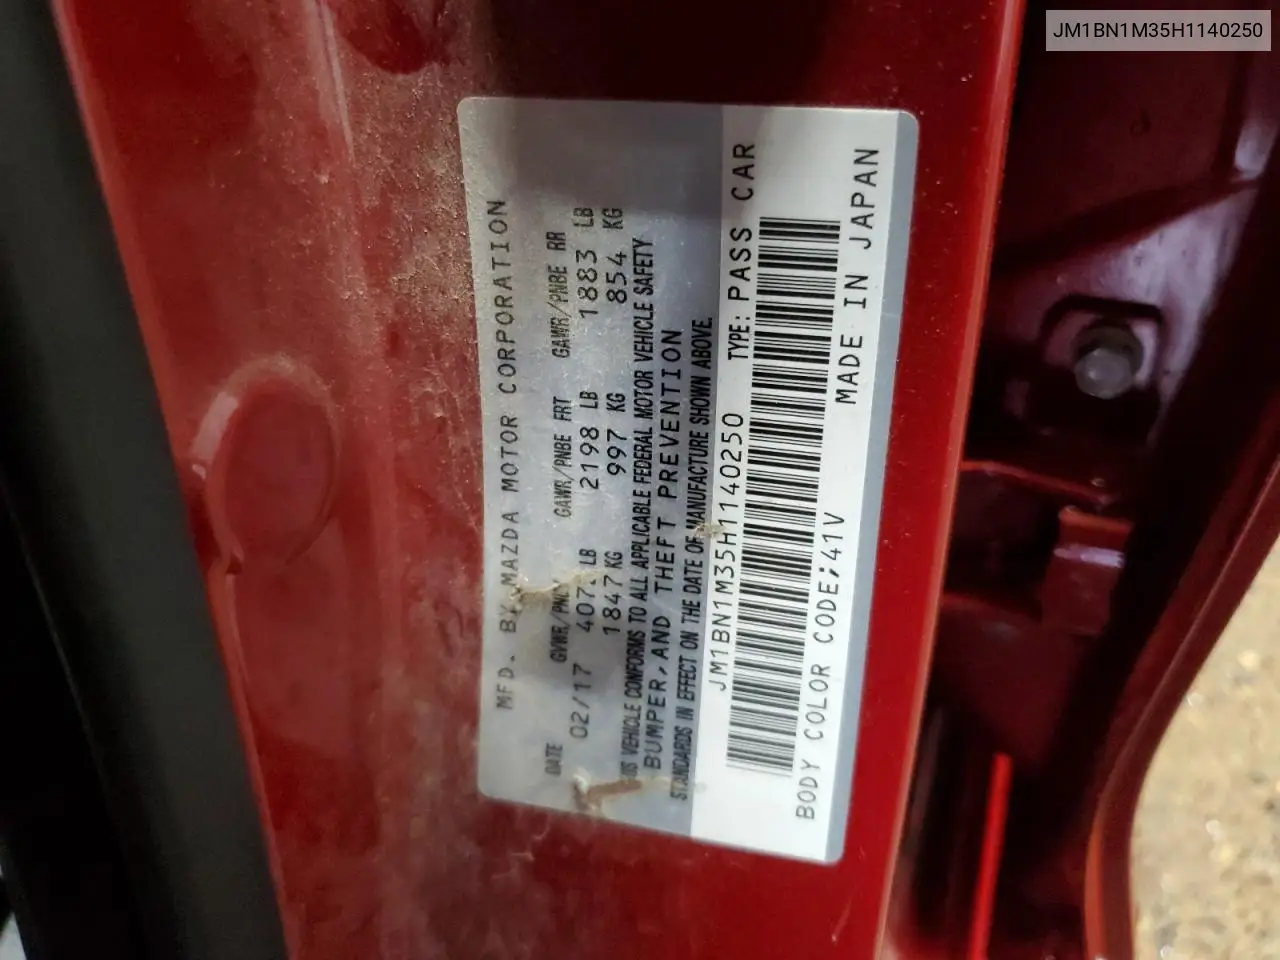 JM1BN1M35H1140250
MFD. BY MAZDA MOTOR CORPORATION
DATE GVWR/PNBV GAWR/PNBE FRT GAWR/PNBE RR
02/17 LB 2198 LB 1883 LB
1847 KG 997 KG 854 KG
VEHICLE CONFORMS TO ALL APPLICABLE FEDERAL MOTOR VEHICLE SAFETY
BUMPER, AND THEFT PREVENTION
STANDARDS IN EFFECT ON THE DATE OF MANUFACTURE SHOWN ABOVE.
JM1BN1M35H1140250 TYPE: PASS CAR
BODY COLOR CODE;41V MADE IN JAPAN